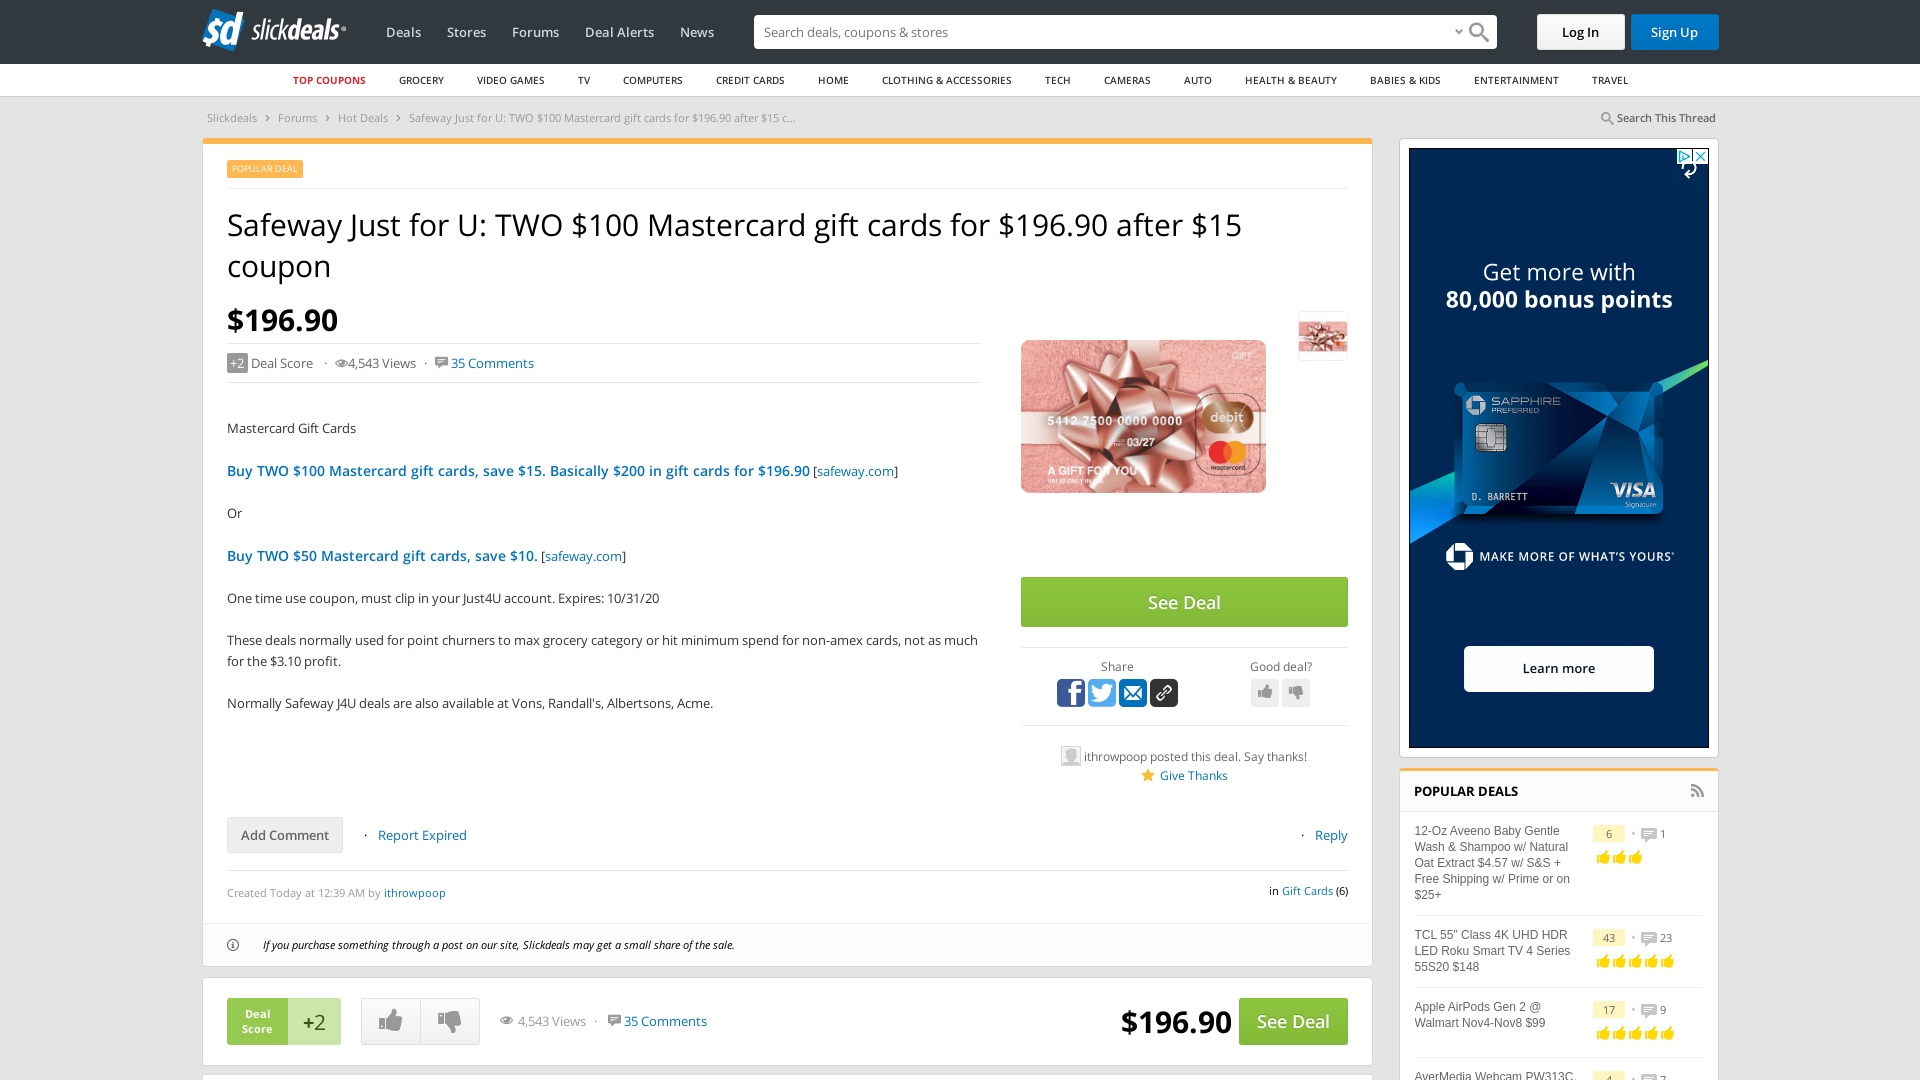 slickdeals
Deals
Stores
Forums
Deal Alerts
News
Search deals, coupons & stores
Log In
Sign Up
TOP COUPONS
GROCERY
VIDEO GAMES
TV
COMPUTERS
CREDIT CARDS
HOME
CLOTHING & ACCESSORIES
TECH
CAMERAS
AUTO
HEALTH & BEAUTY
BABIES & KIDS
ENTERTAINMENT
TRAVEL
Slickdeals › Forums › Hot Deals › Safeway Just for U: TWO $100 Mastercard gift cards for $196.90 after $15 c...
Search This Thread
POPULAR DEAL
Safeway Just for U: TWO $100 Mastercard gift cards for $196.90 after $15
coupon
$196.90
+2 Deal Score · 4,543 Views · 35 Comments
Mastercard Gift Cards
Buy TWO $100 Mastercard gift cards, save $15. Basically $200 in gift cards for $196.90 [safeway.com]
Or
Buy TWO $50 Mastercard gift cards, save $10. [safeway.com]
One time use coupon, must clip in your Just4U account. Expires: 10/31/20
These deals normally used for point churners to max grocery category or hit minimum spend for non-amex cards, not as much
for the $3.10 profit.
Normally Safeway J4U deals are also available at Vons, Randall's, Albertsons, Acme.
GIFT
debit
5412 7500 0000 0000
03/27
A GIFT FOR YOU
mastercard
See Deal
Share
Good deal?
ithrowpoop posted this deal. Say thanks!
Give Thanks
Add Comment
· Report Expired
· Reply
Created Today at 12:39 AM by ithrowpoop
in Gift Cards (6)
If you purchase something through a post on our site, Slickdeals may get a small share of the sale.
Deal
Score
+2
4,543 Views · 35 Comments
$196.90
See Deal
Get more with
80,000 bonus points
SAPPHIRE
PREFERRED
D. BARRETT
VISA
Signature
MAKE MORE OF WHAT'S YOURS®
Learn more
POPULAR DEALS
12-Oz Aveeno Baby Gentle
Wash & Shampoo w/ Natural
Oat Extract $4.57 w/ S&S +
Free Shipping w/ Prime or on
$25+
6 • 1
TCL 55" Class 4K UHD HDR
LED Roku Smart TV 4 Series
55S20 $148
43 • 23
Apple AirPods Gen 2 @
Walmart Nov4-Nov8 $99
17 • 9
AverMedia Webcam PW313C,
4 • 7